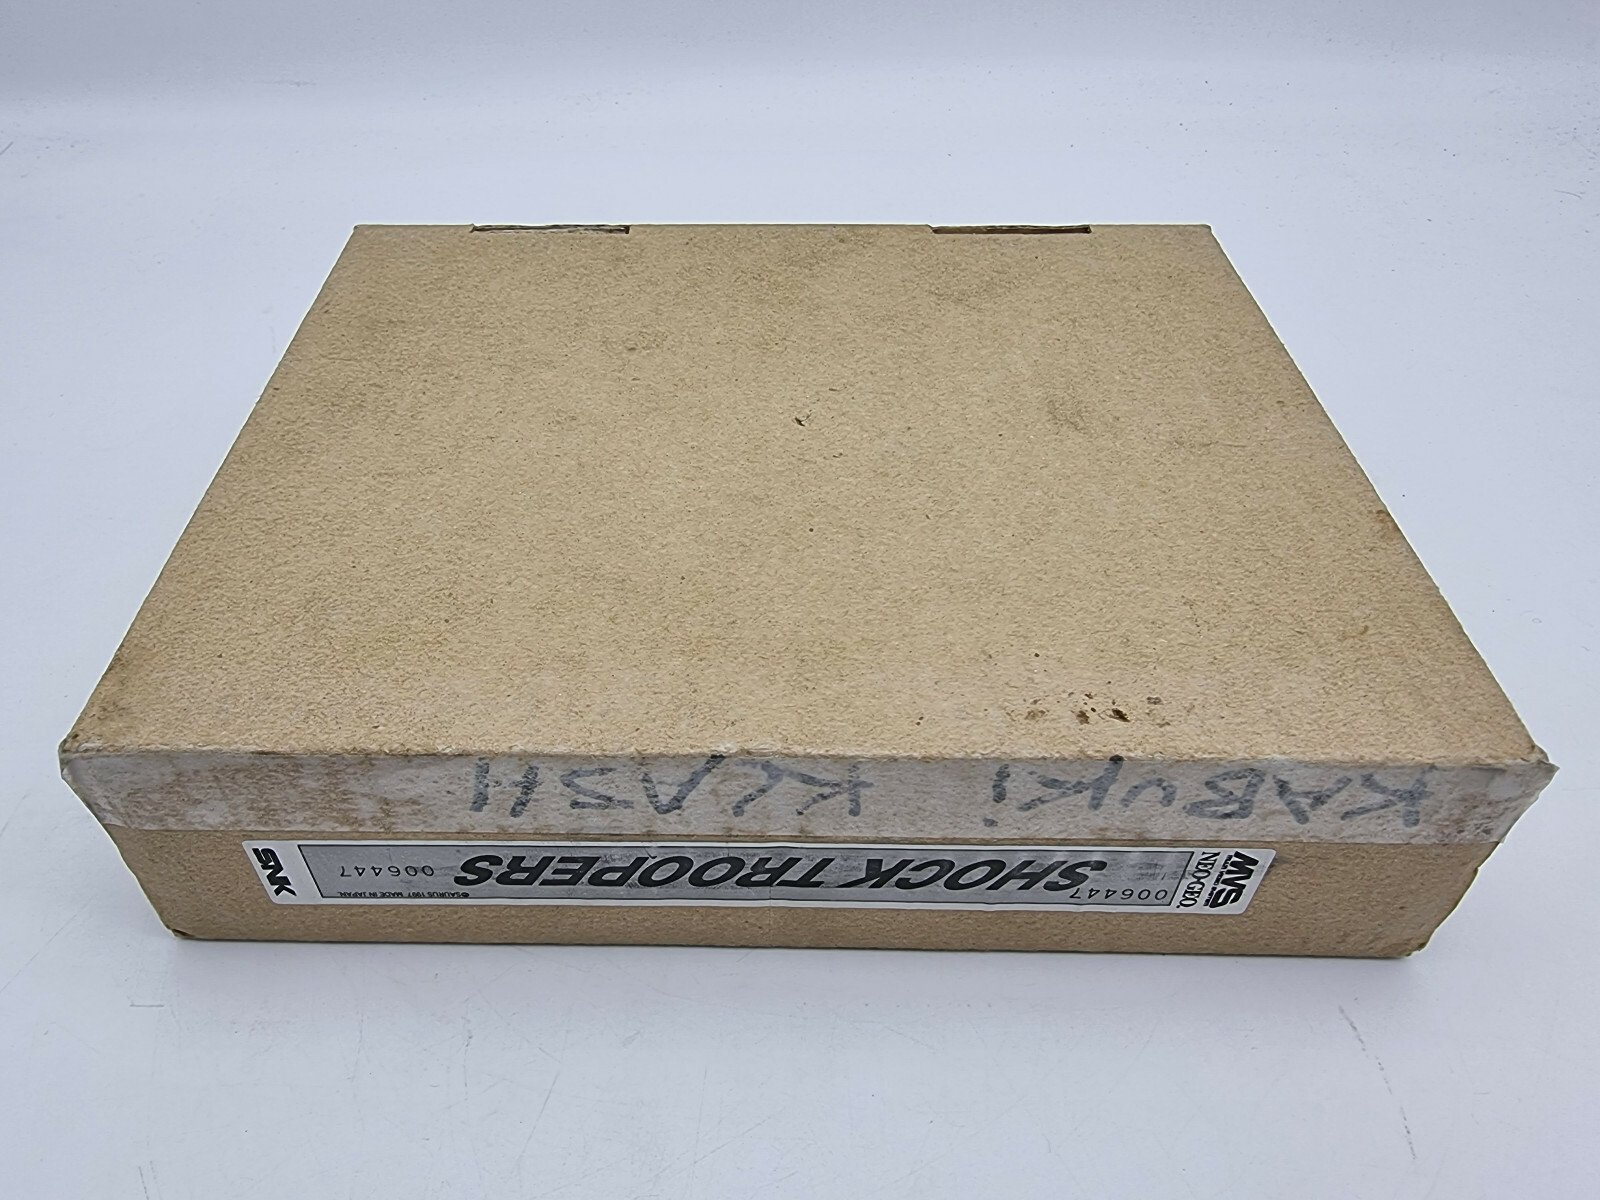 MVS
NEO.GEO.
SHOCK TROOPERS
006447
006447
©SAURUS 1997 MADE IN JAPAN
SNK
KABUKi KLASH